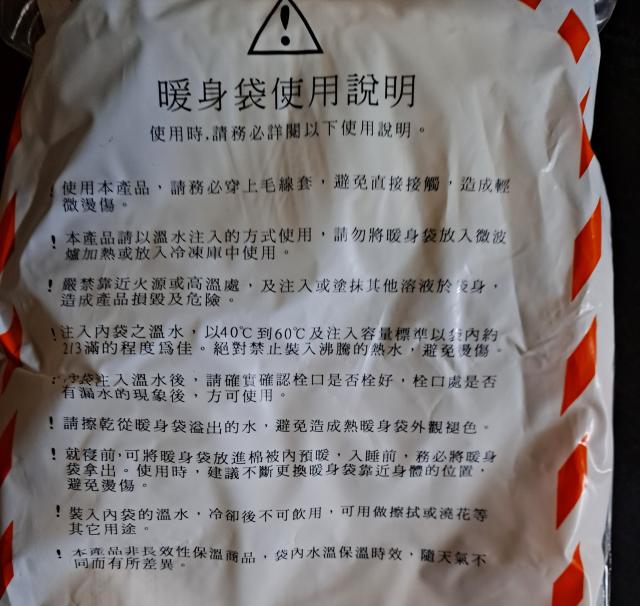 暖身袋使用說明
使用時,請務必詳閱以下使用說明。
! 使用本產品,請務必穿上毛線套,避免直接接觸,造成輕
微燙傷。
! 本產品請以溫水注入的方式使用,請勿將暖身袋放入微波
爐加熱或放入冷凍庫中使用。
! 嚴禁靠近火源或高溫處,及注入或塗抹其他溶液於袋身,
造成產品損毀及危險。
! 注入內袋之溫水,以40℃到60℃及注入容量標準以袋內約
2/3滿的程度為佳。絕對禁止裝入沸騰的熱水,避免燙傷。
! 內袋注入溫水後,請確實確認栓口是否栓好,栓口處是否
有漏水的現象後,方可使用。
! 請擦乾從暖身袋溢出的水,避免造成熱暖身袋外觀褪色。
! 就寢前,可將暖身袋放進棉被內預暖,入睡前,務必將暖身
袋拿出。使用時,建議不斷更換暖身袋靠近身體的位置,
避免燙傷。
! 裝入內袋的溫水,冷卻後不可飲用,可用做擦拭或澆花等
其它用途。
! 本產品非長效性保溫商品,袋內水溫保溫時效,隨天氣不
同而有所差異。